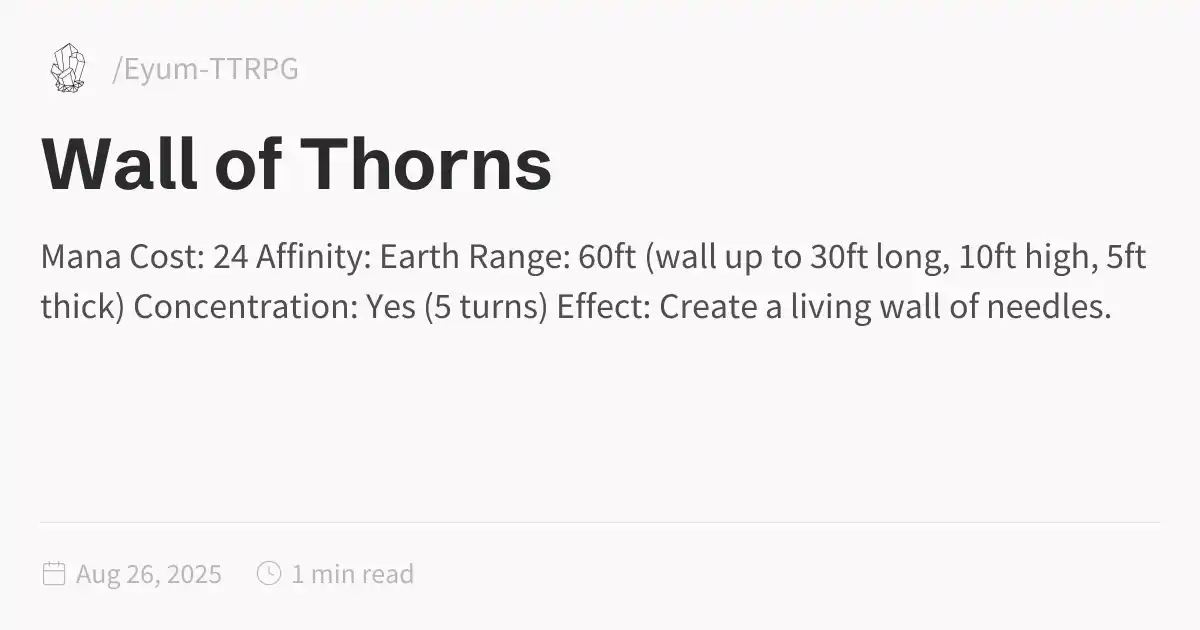 /Eyum-TTRPG
Wall of Thorns
Mana Cost: 24 Affinity: Earth Range: 60ft (wall up to 30ft long, 10ft high, 5ft
thick) Concentration: Yes (5 turns) Effect: Create a living wall of needles.
Aug 26, 2025 1 min read